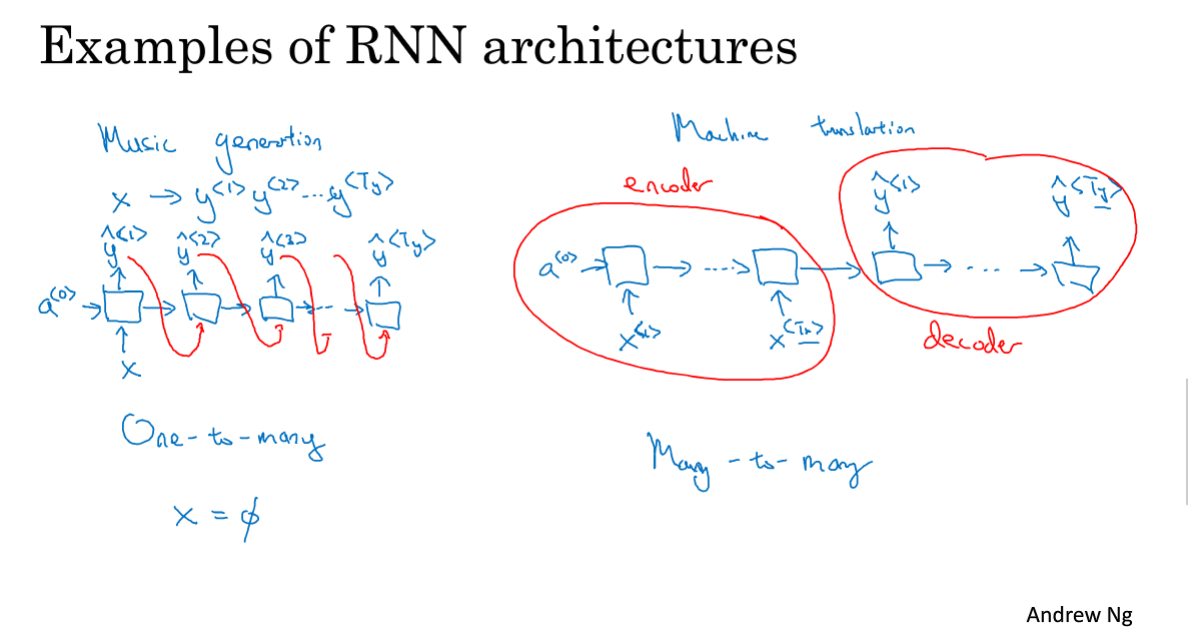 Examples of RNN architectures
Music generation
x → y<1> y<2> ... y<Ty>
ŷ<1> ŷ<2> ŷ<3> ŷ<Ty>
a<0>
x
One-to-many
x = ∅
Machine translation
encoder
ŷ<1> ŷ<Ty>
a<0>
x<1> x<Tx>
decoder
Many-to-many
Andrew Ng